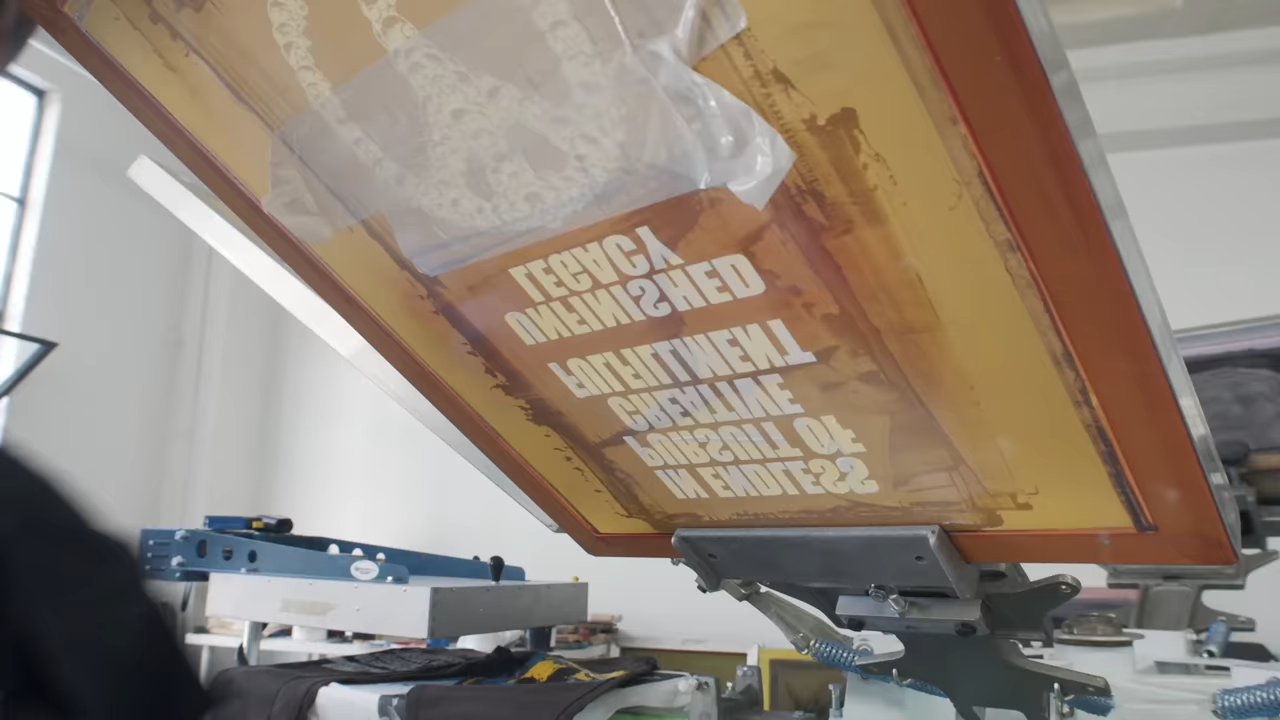 IN ENDLESS
PURSUIT OF
CREATIVE
FULFILLMENT
UNFINISHED
LEGACY